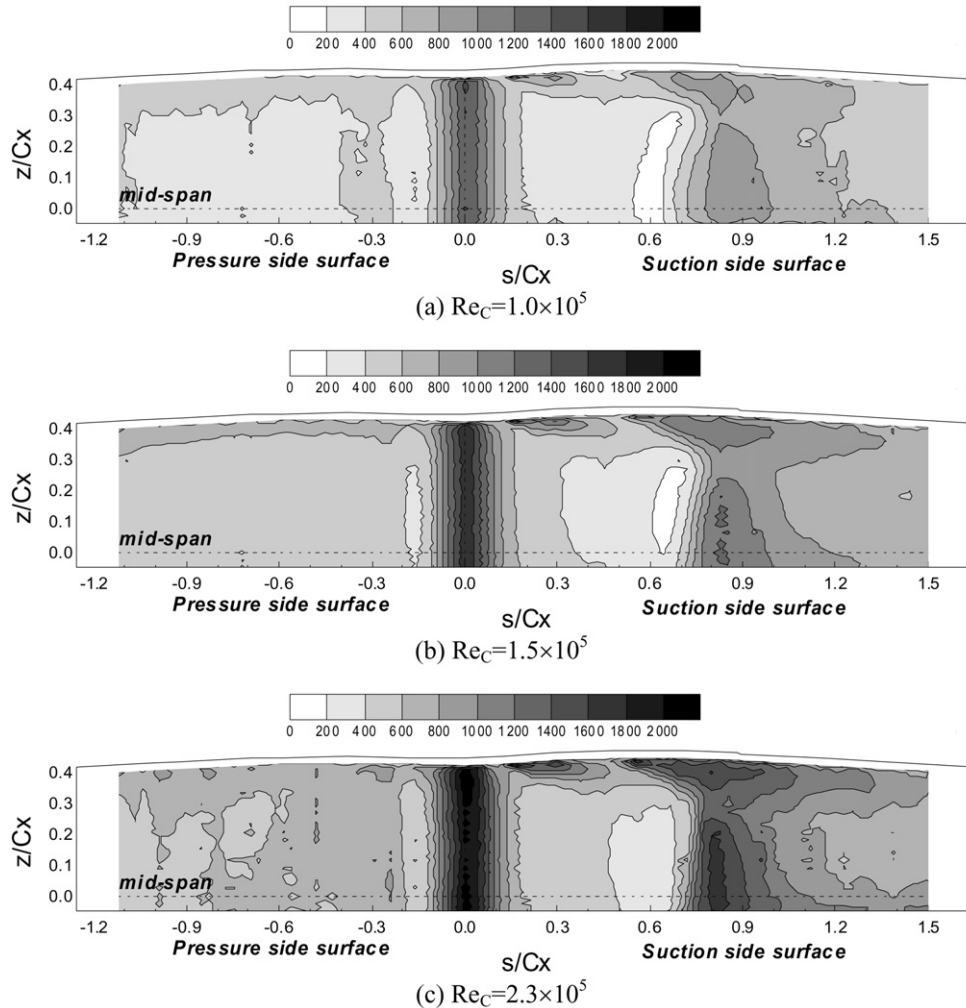 0 200 400 600 800 1000 1200 1400 1600 1800 2000
0.4
0.3
z/Cx
0.2
0.1
mid-span
0.0
-1.2 -0.9 -0.6 -0.3 0.0 0.3 0.6 0.9 1.2 1.5
Pressure side surface
s/Cx
Suction side surface
(a) ReC=1.0×10^5
0 200 400 600 800 1000 1200 1400 1600 1800 2000
0.4
0.3
z/Cx
0.2
0.1
mid-span
0.0
-1.2 -0.9 -0.6 -0.3 0.0 0.3 0.6 0.9 1.2 1.5
Pressure side surface
s/Cx
Suction side surface
(b) ReC=1.5×10^5
0 200 400 600 800 1000 1200 1400 1600 1800 2000
0.4
0.3
z/Cx
0.2
0.1
mid-span
0.0
-1.2 -0.9 -0.6 -0.3 0.0 0.3 0.6 0.9 1.2 1.5
Pressure side surface
s/Cx
Suction side surface
(c) ReC=2.3×10^5